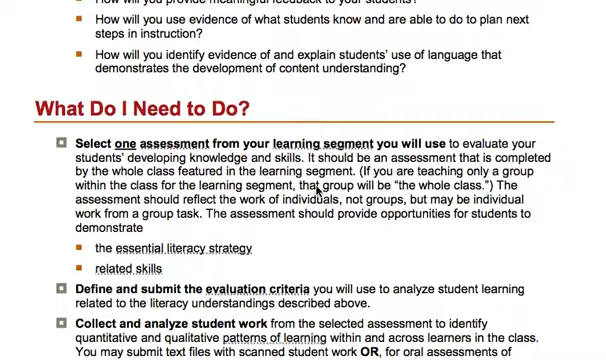 How will you provide meaningful feedback to your students?
How will you use evidence of what students know and are able to do to plan next
steps in instruction?
How will you identify evidence of and explain students' use of language that
demonstrates the development of content understanding?
What Do I Need to Do?
Select one assessment from your learning segment you will use to evaluate your
students' developing knowledge and skills. It should be an assessment that is completed
by the whole class featured in the learning segment. (If you are teaching only a group
within the class for the learning segment, that group will be "the whole class.") The
assessment should reflect the work of individuals, not groups, but may be individual
work from a group task. The assessment should provide opportunities for students to
demonstrate
the essential literacy strategy
related skills
Define and submit the evaluation criteria you will use to analyze student learning
related to the literacy understandings described above.
Collect and analyze student work from the selected assessment to identify
quantitative and qualitative patterns of learning within and across learners in the class.
You may submit text files with scanned student work OR, for oral assessments of